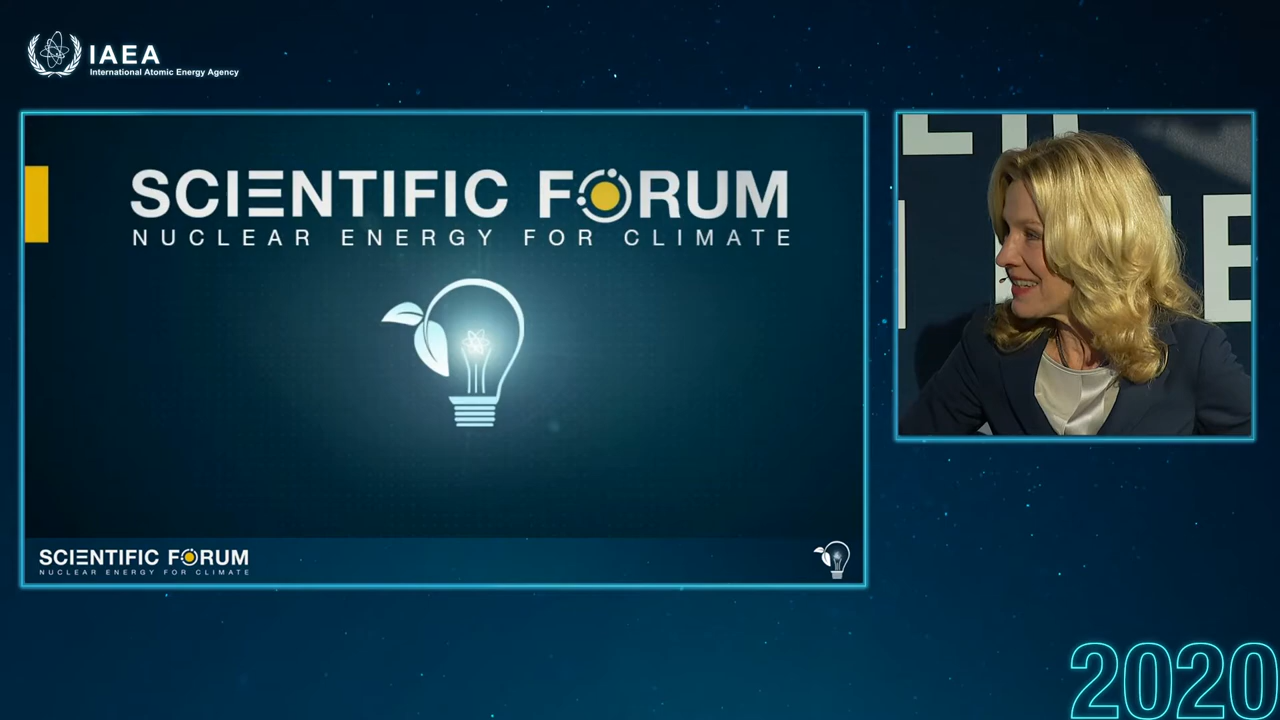 IAEA
International Atomic Energy Agency
SCIENTIFIC FORUM
NUCLEAR ENERGY FOR CLIMATE
SCIENTIFIC FORUM
NUCLEAR ENERGY FOR CLIMATE
2020